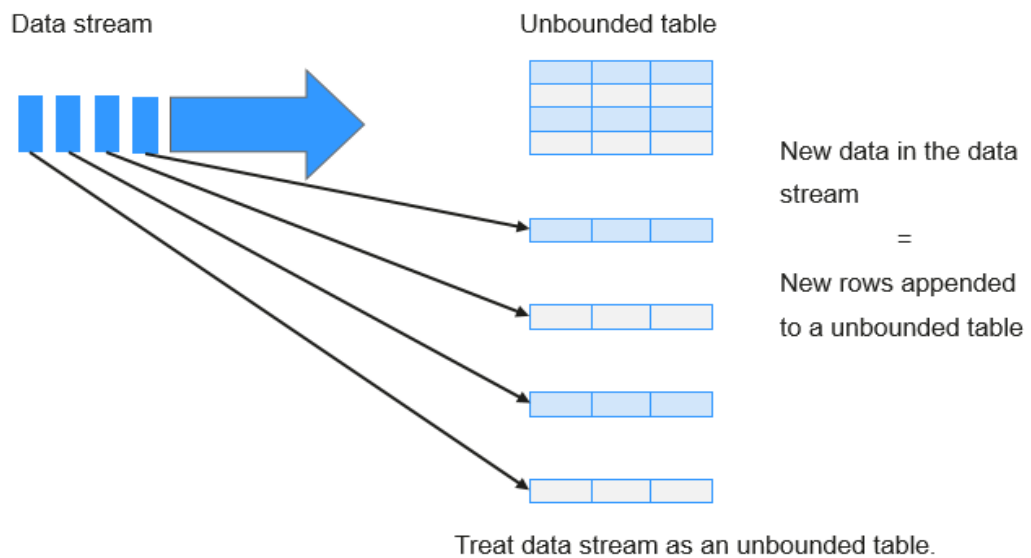 Data stream
Unbounded table
New data in the data
stream
=
New rows appended
to a unbounded table
Treat data stream as an unbounded table.